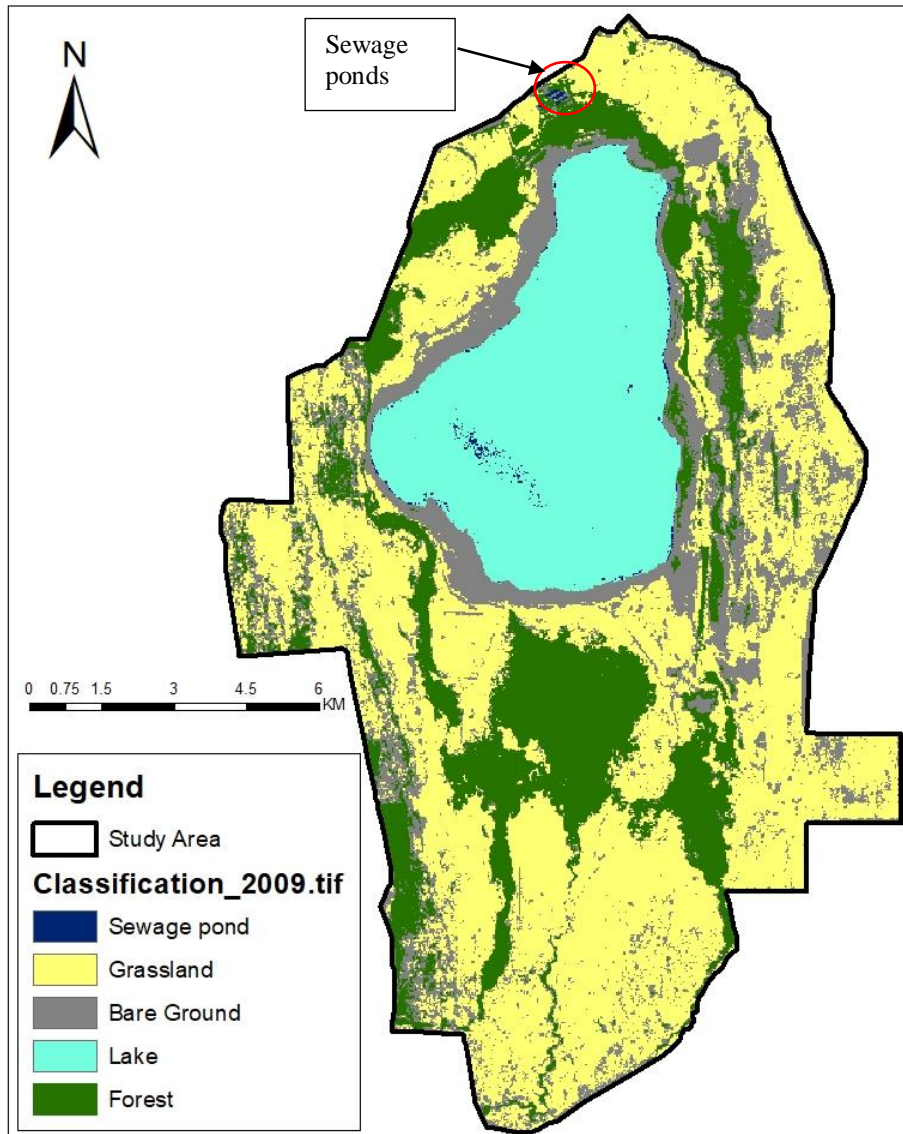 Sewage
ponds
N
0 0.75 1.5 3 4.5 6
KM
Legend
Study Area
Classification_2009.tif
Sewage pond
Grassland
Bare Ground
Lake
Forest